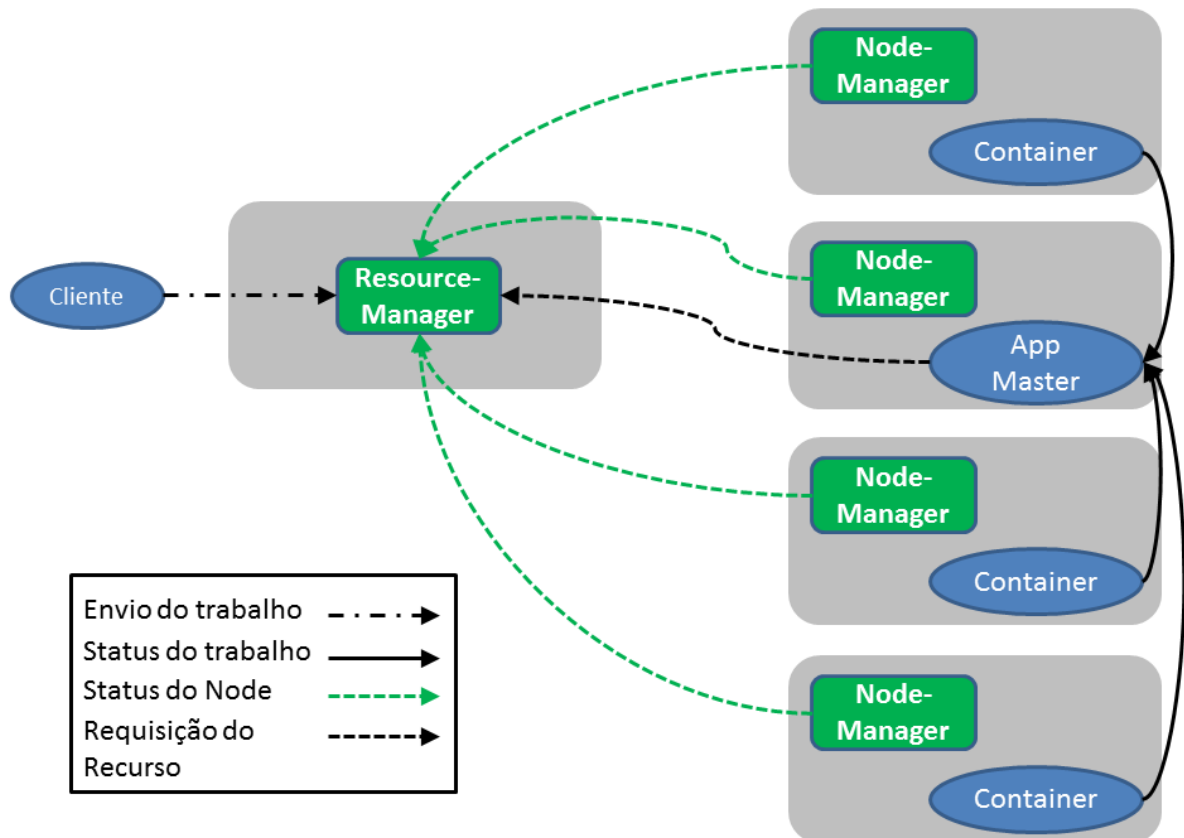 Node-
Manager
Container
Cliente
Resource-
Manager
Node-
Manager
App
Master
Node-
Manager
Container
Node-
Manager
Container
Envio do trabalho
Status do trabalho
Status do Node
Requisição do
Recurso